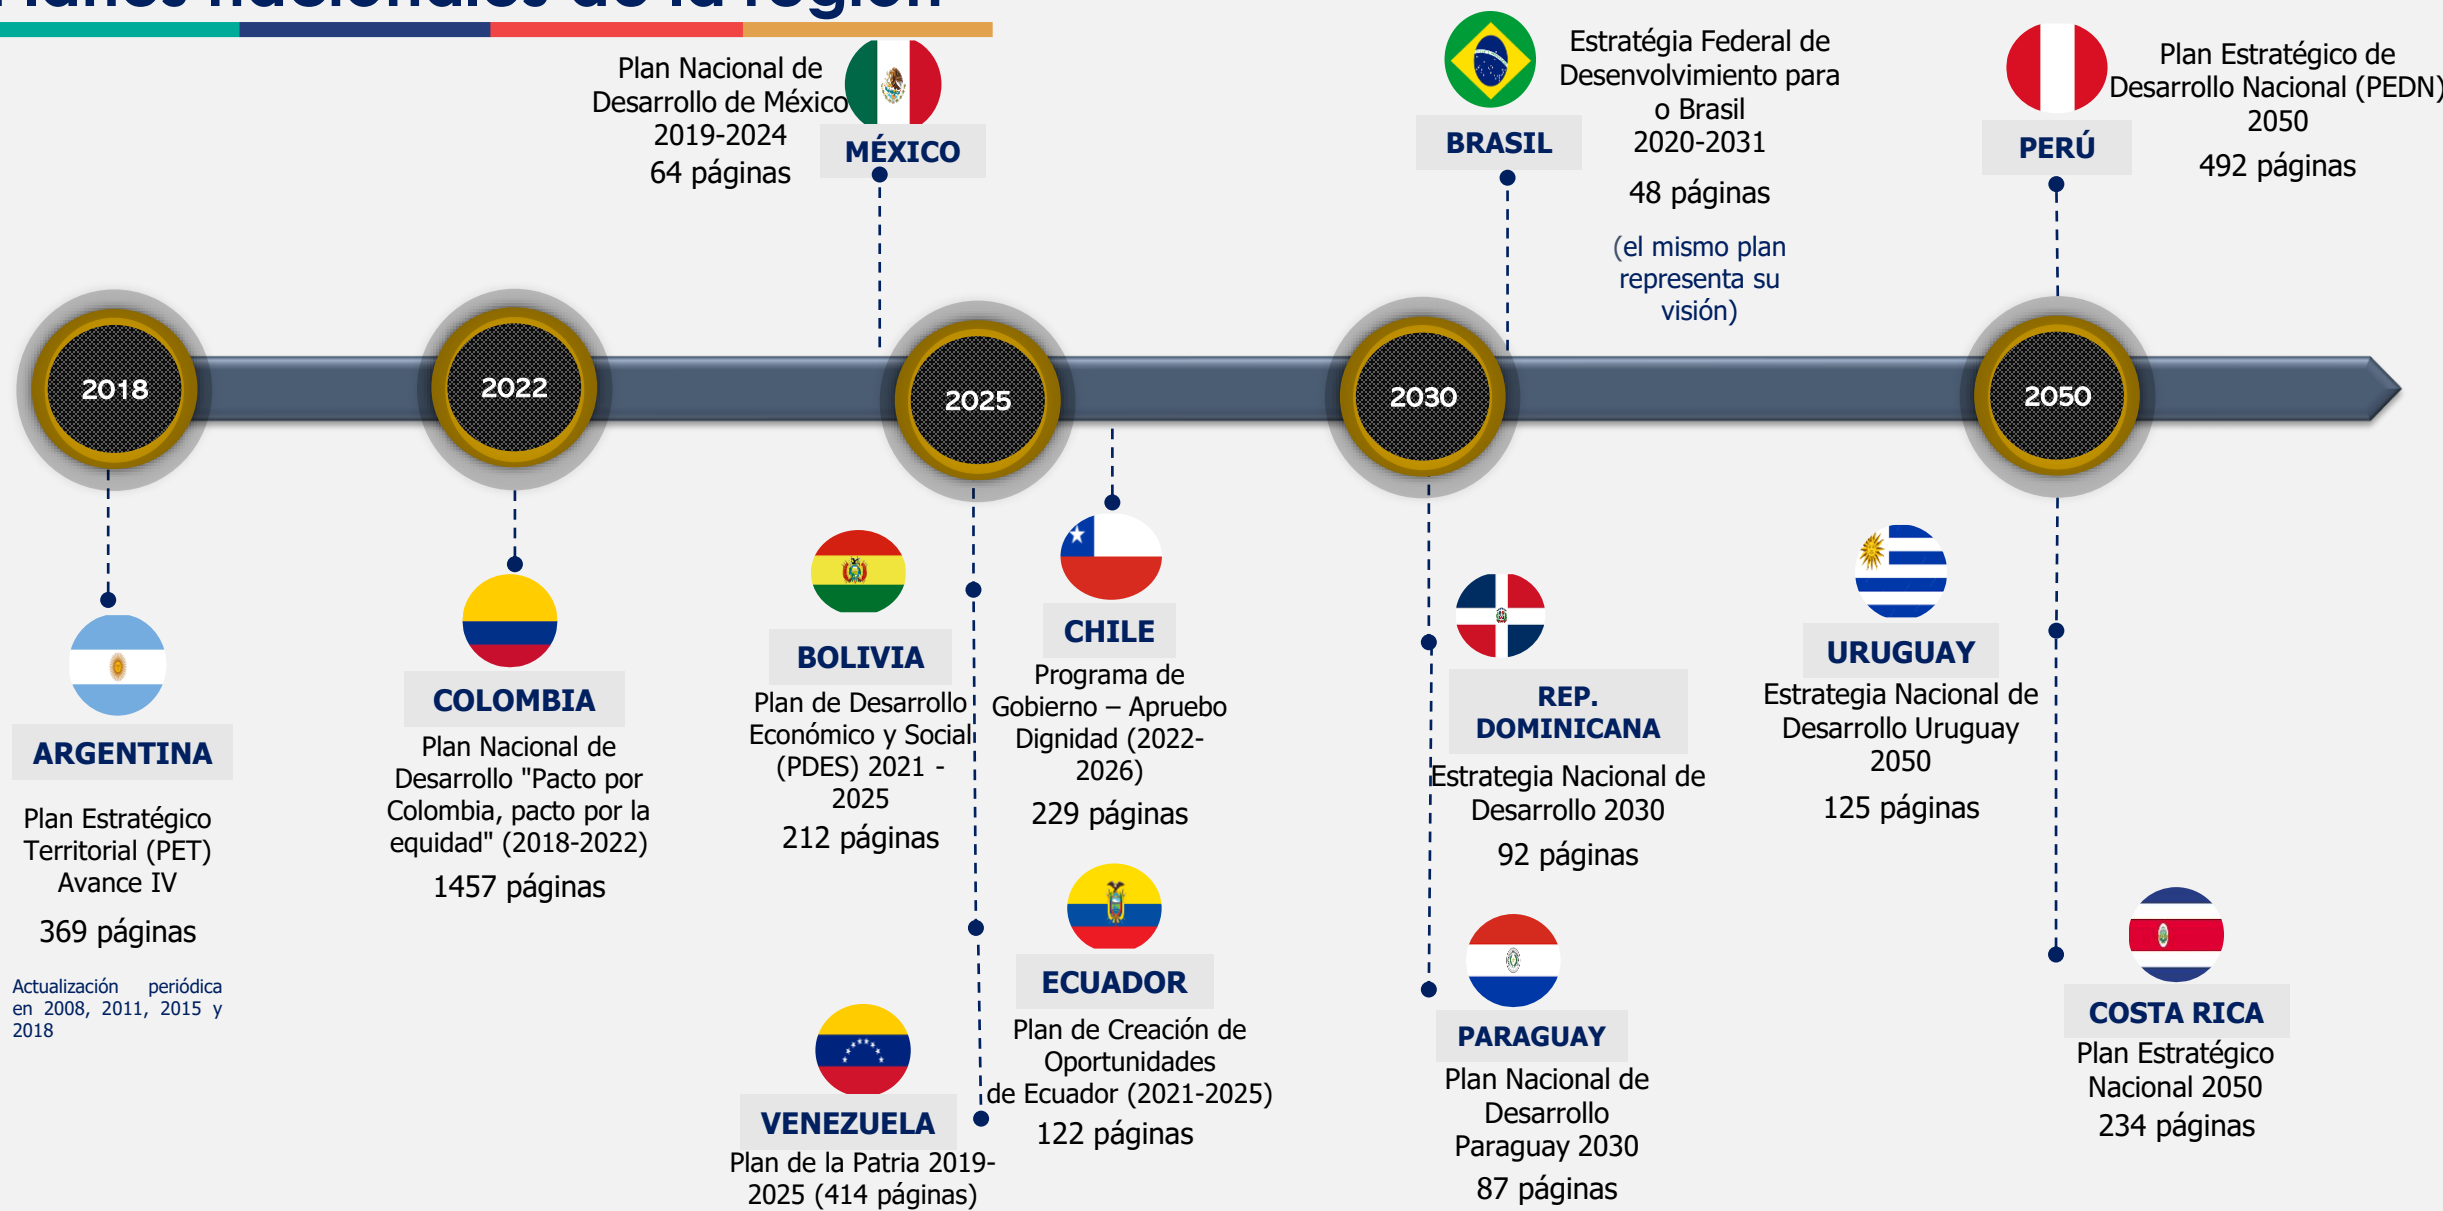 Planes nacionales de la región
Plan Nacional de
Desarrollo de México
2019-2024
64 páginas
MÉXICO
BRASIL
Estratégia Federal de
Desenvolvimiento para
o Brasil
2020-2031
48 páginas
(el mismo plan
representa su
visión)
PERÚ
Plan Estratégico de
Desarrollo Nacional (PEDN)
2050
492 páginas
2018
2022
2025
2030
2050
ARGENTINA
Plan Estratégico
Territorial (PET)
Avance IV
369 páginas
Actualización periódica
en 2008, 2011, 2015 y
2018
COLOMBIA
Plan Nacional de
Desarrollo "Pacto por
Colombia, pacto por la
equidad" (2018-2022)
1457 páginas
BOLIVIA
Plan de Desarrollo
Económico y Social
(PDES) 2021 -
2025
212 páginas
VENEZUELA
Plan de la Patria 2019-
2025 (414 páginas)
CHILE
Programa de
Gobierno – Apruebo
Dignidad (2022-
2026)
229 páginas
ECUADOR
Plan de Creación de
Oportunidades
de Ecuador (2021-2025)
122 páginas
REP.
DOMINICANA
Estrategia Nacional de
Desarrollo 2030
92 páginas
PARAGUAY
Plan Nacional de
Desarrollo
Paraguay 2030
87 páginas
URUGUAY
Estrategia Nacional de
Desarrollo Uruguay
2050
125 páginas
COSTA RICA
Plan Estratégico
Nacional 2050
234 páginas